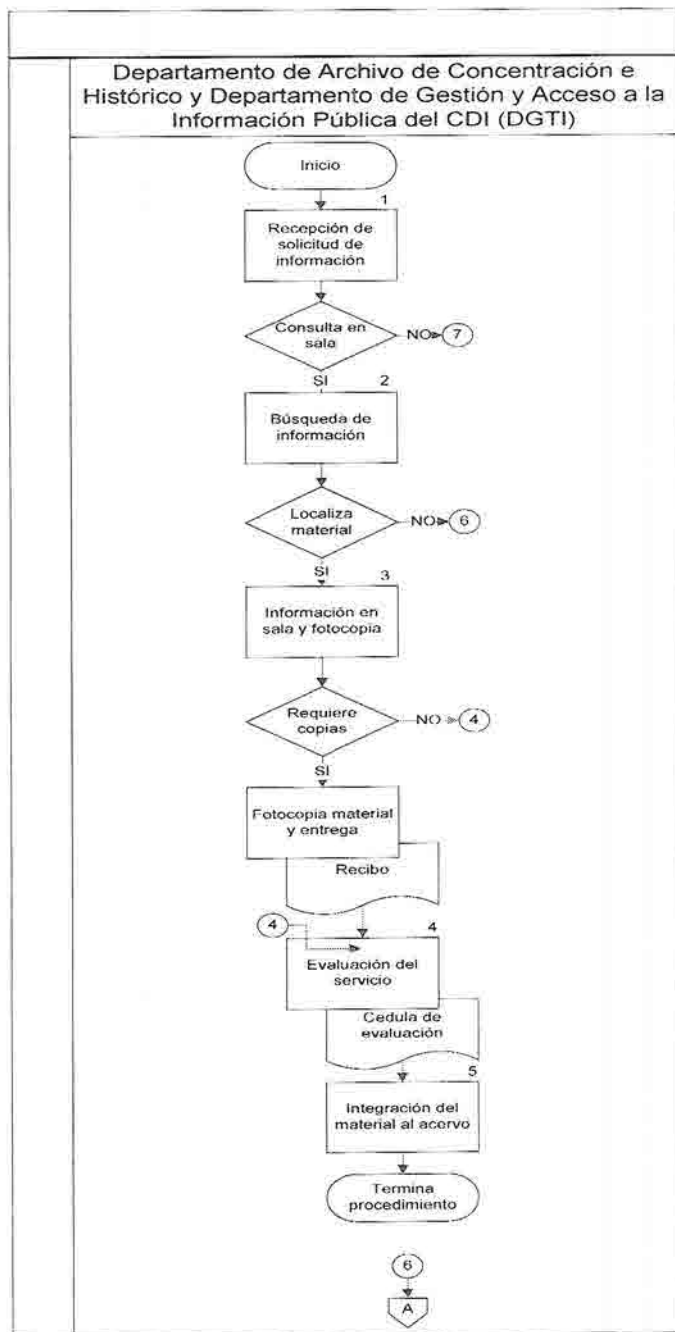 Departamento de Archivo de Concentración e
Histórico y Departamento de Gestión y Acceso a la
Información Pública del CDI (DGTI)
Inicio
1
Recepción de
solicitud de
información
Consulta en
sala
NO
7
SI
2
Búsqueda de
información
Localiza
material
NO
6
SI
3
Información en
sala y fotocopia
Requiere
copias
NO
4
SI
Fotocopia material
y entrega
Recibo
4
4
Evaluación del
servicio
Cedula de
evaluación
5
Integración del
material al acervo
Termina
procedimiento
6
A